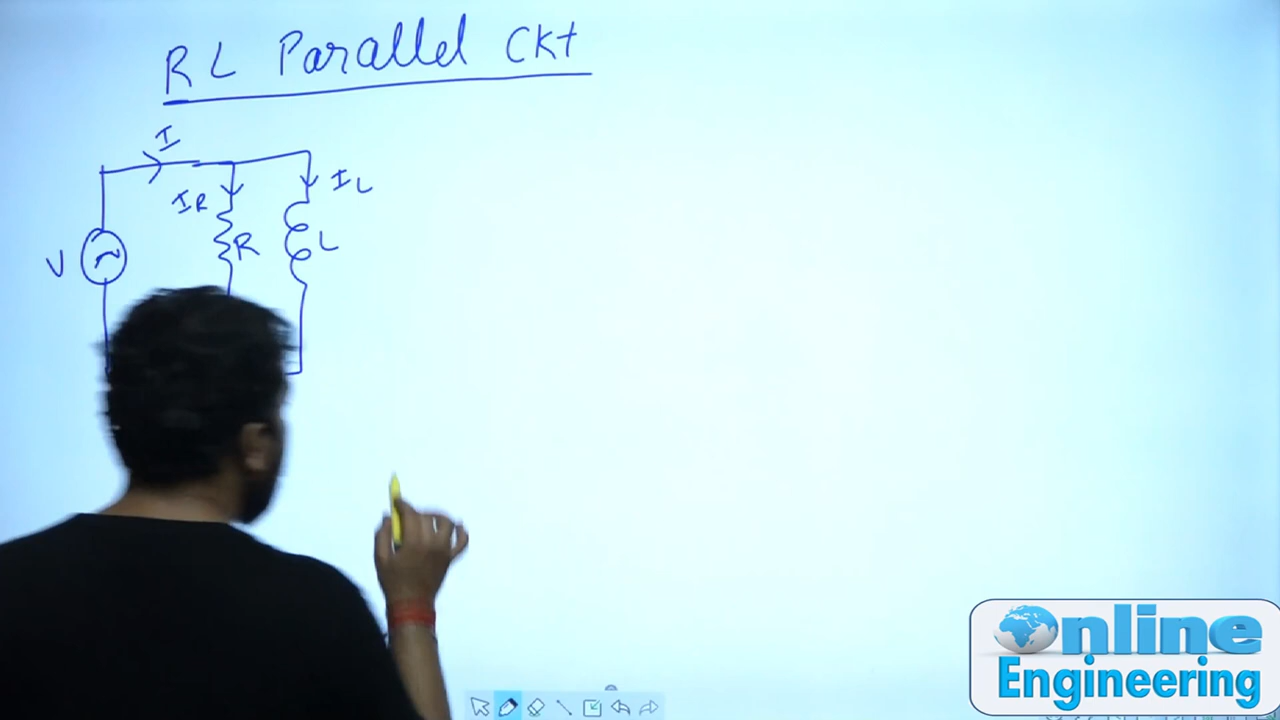 RL Parallel Ckt
I
IR
IL
V
R
L
Online
Engineering